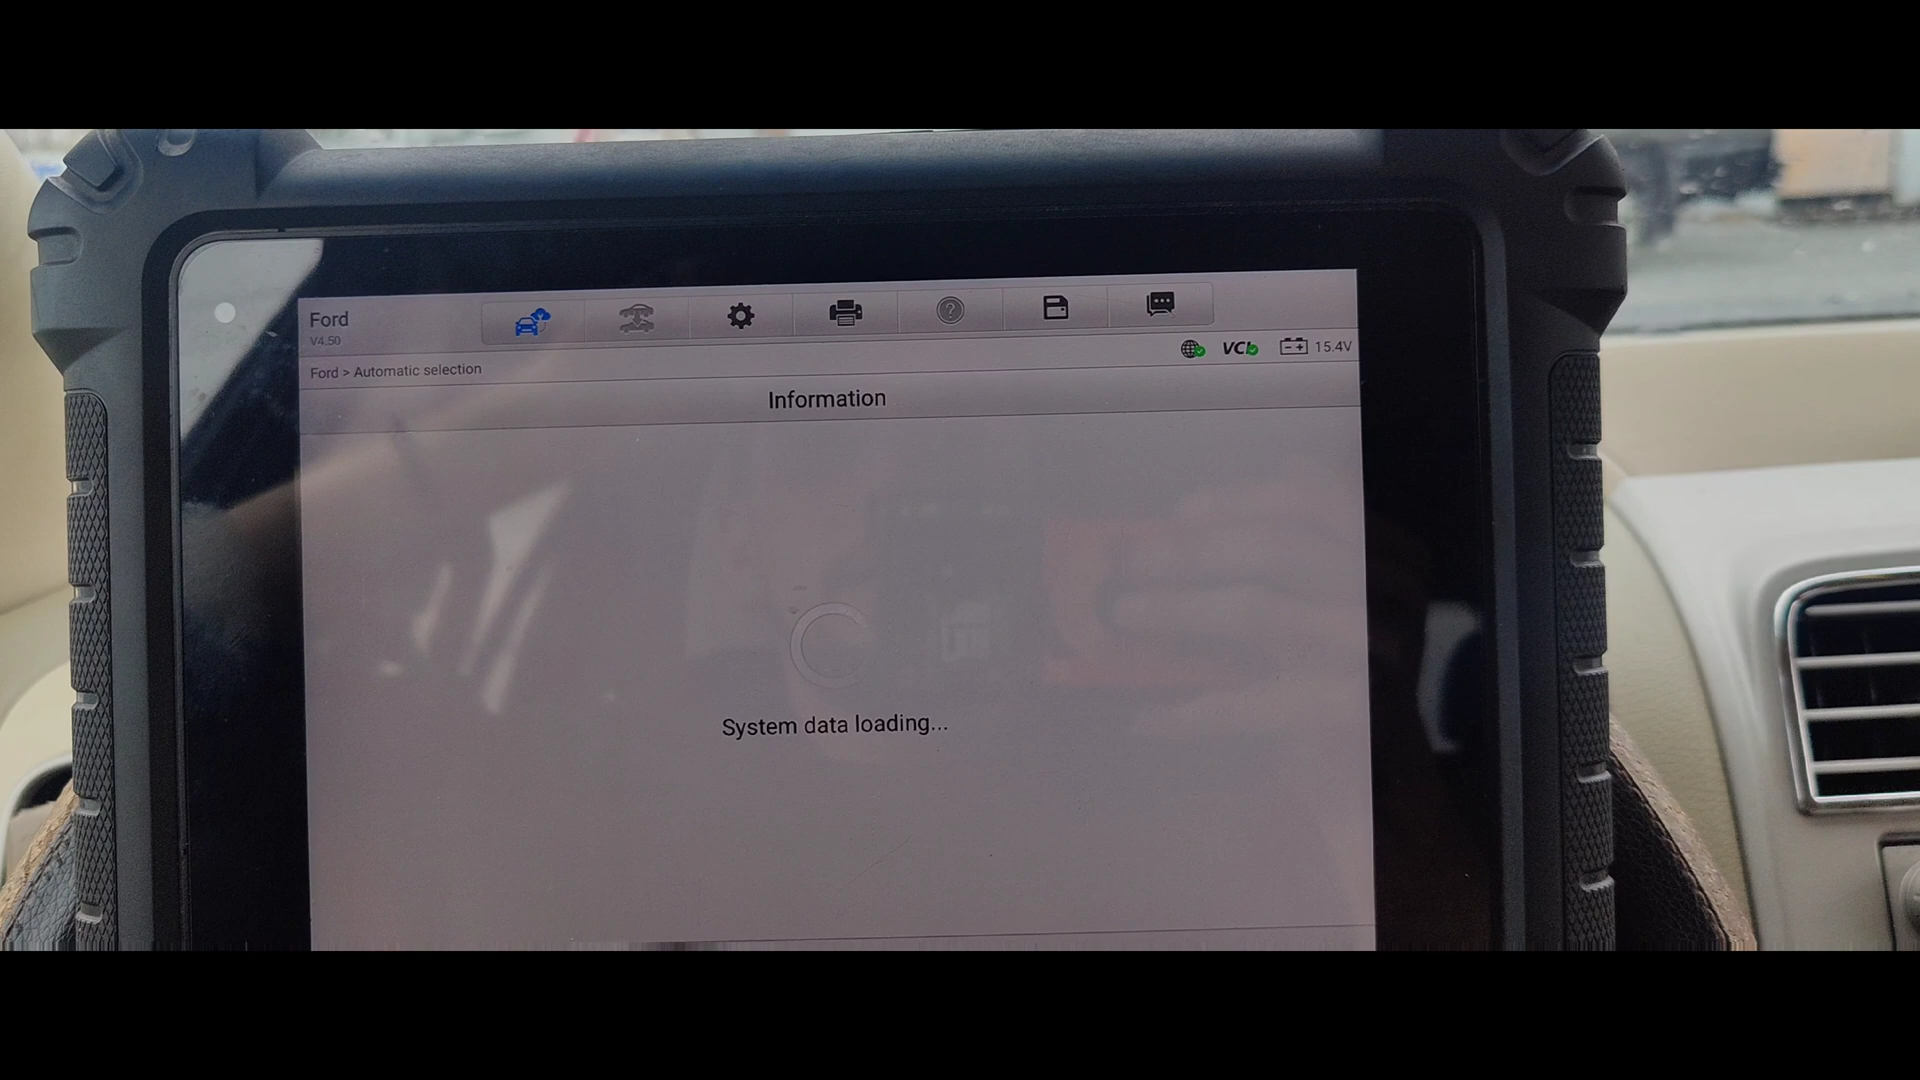 Ford
V4.50
VCI
15.4V
Ford > Automatic selection
Information
System data loading...